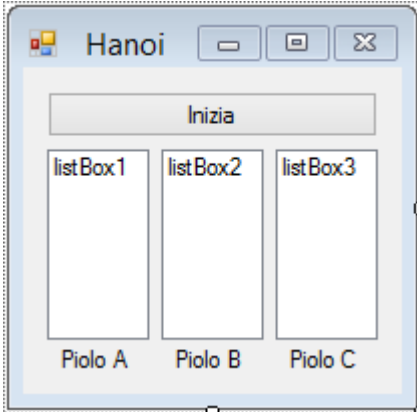 Hanoi
Inizia
listBox1 listBox2 listBox3
Piolo A Piolo B Piolo C